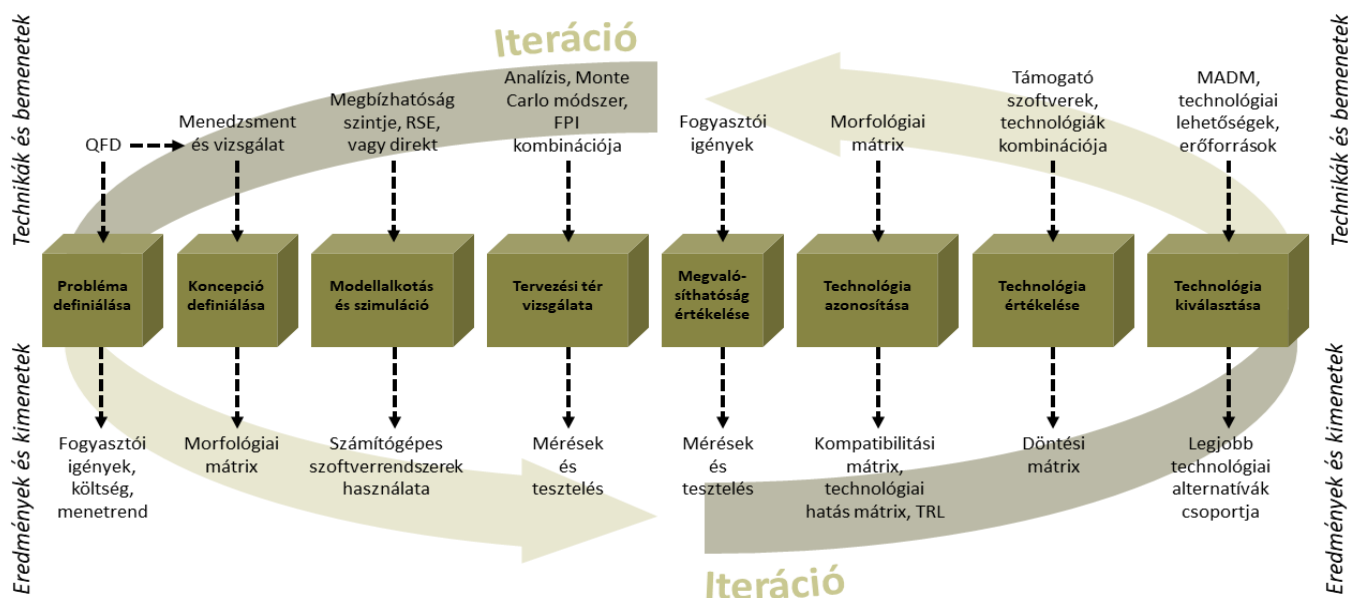 Iteráció
Technikák és bemenetek
QFD
Menedzsment
és vizsgálat
Megbízhatóság
szintje, RSE,
vagy direkt
Analízis, Monte
Carlo módszer,
FPI
kombinációja
Fogyasztói
igények
Morfológiai
mátrix
Támogató
szoftverek,
technológiák
kombinációja
MADM,
technológiai
lehetőségek,
erőforrások
Technikák és bemenetek
Probléma
definiálása
Koncepció
definiálása
Modellalkotás
és szimuláció
Tervezési tér
vizsgálata
Megvaló-
síthatóság
értékelése
Technológia
azonosítása
Technológia
értékelése
Technológia
kiválasztása
Eredmények és kimenetek
Fogyasztói
igények,
költség,
menetrend
Morfológiai
mátrix
Számítógépes
szoftverrendszerek
használata
Mérések
és
tesztelés
Mérések
és
tesztelés
Kompatibilitási
mátrix,
technológiai
hatás mátrix, TRL
Döntési
mátrix
Legjobb
technológiai
alternatívák
csoportja
Eredmények és kimenetek
Iteráció